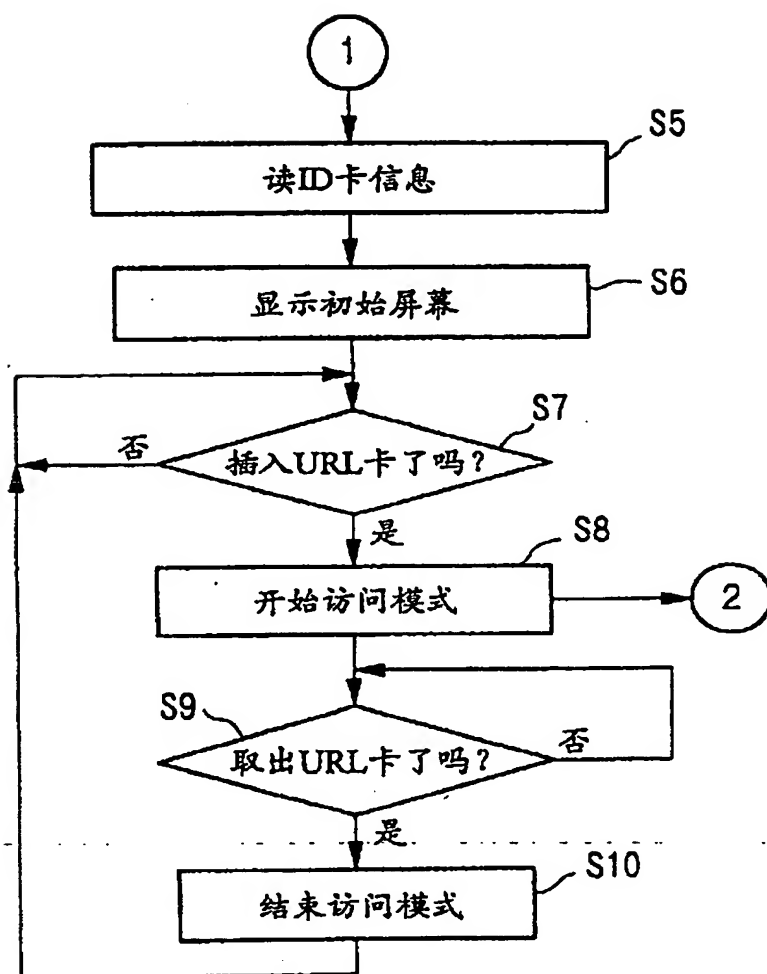 1
S5
读ID卡信息
S6
显示初始屏幕
S7
否
插入URL卡了吗？
是
S8
开始访问模式
2
S9
取出URL卡了吗？
否
是
S10
结束访问模式